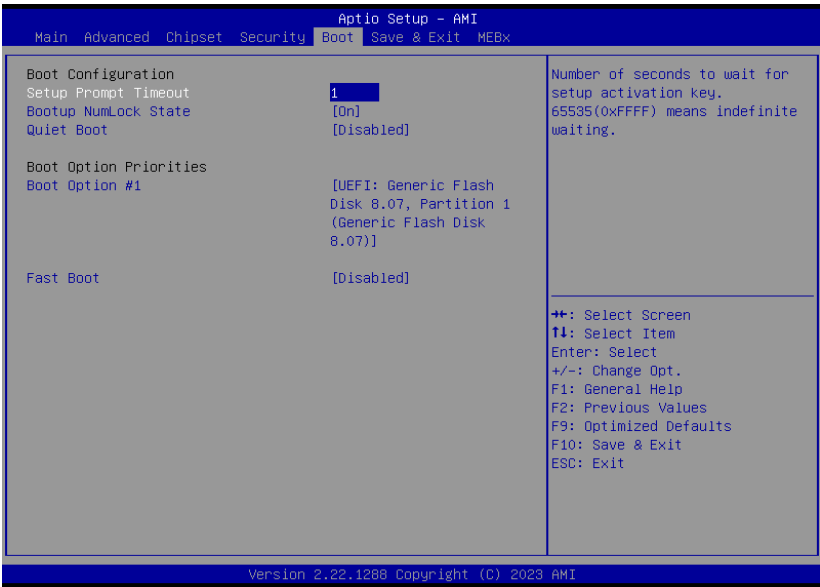 Aptio Setup – AMI
Main Advanced Chipset Security Boot Save & Exit MEBx
Boot Configuration
Setup Prompt Timeout 1
Bootup NumLock State [On]
Quiet Boot [Disabled]
Boot Option Priorities
Boot Option #1 [UEFI: Generic Flash
Disk 8.07, Partition 1
(Generic Flash Disk
8.07)]
Fast Boot [Disabled]
Number of seconds to wait for
setup activation key.
65535(0xFFFF) means indefinite
waiting.
→←: Select Screen
↑↓: Select Item
Enter: Select
+/-: Change Opt.
F1: General Help
F2: Previous Values
F9: Optimized Defaults
F10: Save & Exit
ESC: Exit
Version 2.22.1288 Copyright (C) 2023 AMI